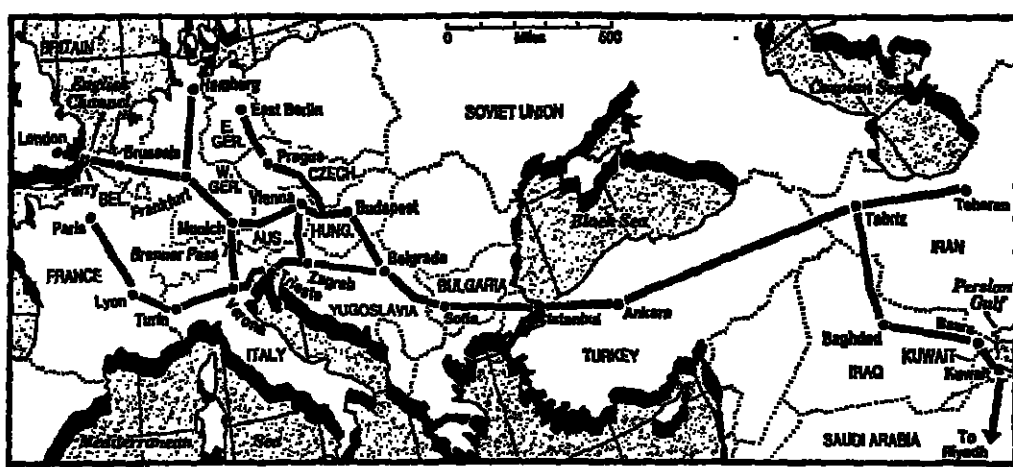 BRITAIN
0 Miles 500
English
Channel
Hamburg
East Berlin
SOVIET UNION
Caspian Sea
London
Brussels
E.
GER.
Prague
CZECH.
Ferry
BEL.
Frankfurt
W.
GER.
Vienna
Budapest
Black Sea
Teheran
Tabriz
Paris
Munich
AUS.
HUNG.
Brenner Pass
Belgrade
IRAN
FRANCE
Zagreb
BULGARIA
Persian
Gulf
Lyon
Turin
Verona
Trieste
YUGOSLAVIA
Sofia
Istanbul
Ankara
Basra
Baghdad
KUWAIT
Kuwait
ITALY
TURKEY
IRAQ
Mediterranean Sea
SAUDI ARABIA
To
Riyadh